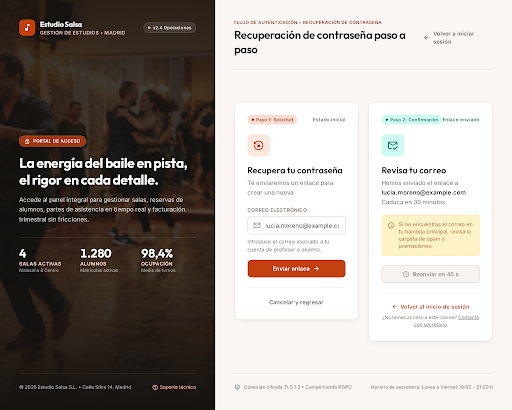 Estudio Salsa
GESTIÓN DE ESTUDIOS • MADRID
v2.4 Operaciones
PORTAL DE ACCESO
La energía del baile en pista,
el rigor en cada detalle.
Accede al panel integral para gestionar salas, reservas de
alumnos, partes de asistencia en tiempo real y facturación
trimestral sin fricciones.
4
SALAS ACTIVAS
Malasaña & Centro
1.280
ALUMNOS
Matrículas activas
98,4%
OCUPACIÓN
Media de turnos
© 2026 Estudio Salsa S.L. • Calle Silva 14, Madrid
Soporte técnico
FLUJO DE AUTENTICACIÓN • RECUPERACIÓN DE CONTRASEÑA
Recuperación de contraseña paso a
paso
Volver a iniciar
sesión
Paso 1: Solicitud
Estado inicial
Recupera tu contraseña
Te enviaremos un enlace para
crear una nueva
CORREO ELECTRÓNICO
lucia.moreno@example.c
Introduce el correo asociado a tu
cuenta de profesor o alumno.
Enviar enlace →
Cancelar y regresar
Paso 2: Confirmación
Enlace enviado
Revisa tu correo
Hemos enviado el enlace a
lucia.moreno@example.com.
Caduca en 30 minutos.
Si no encuentras el correo en
tu bandeja principal, revisa la
carpeta de spam o
promociones.
Reenviar en 45 s
← Volver al inicio de sesión
¿No tienes acceso a este correo? Contacta
con secretaría
Conexión cifrada TLS 1.3 • Cumplimiento RGPD
Horario de secretaría: Lunes a Viernes 10:00 - 21:00 h